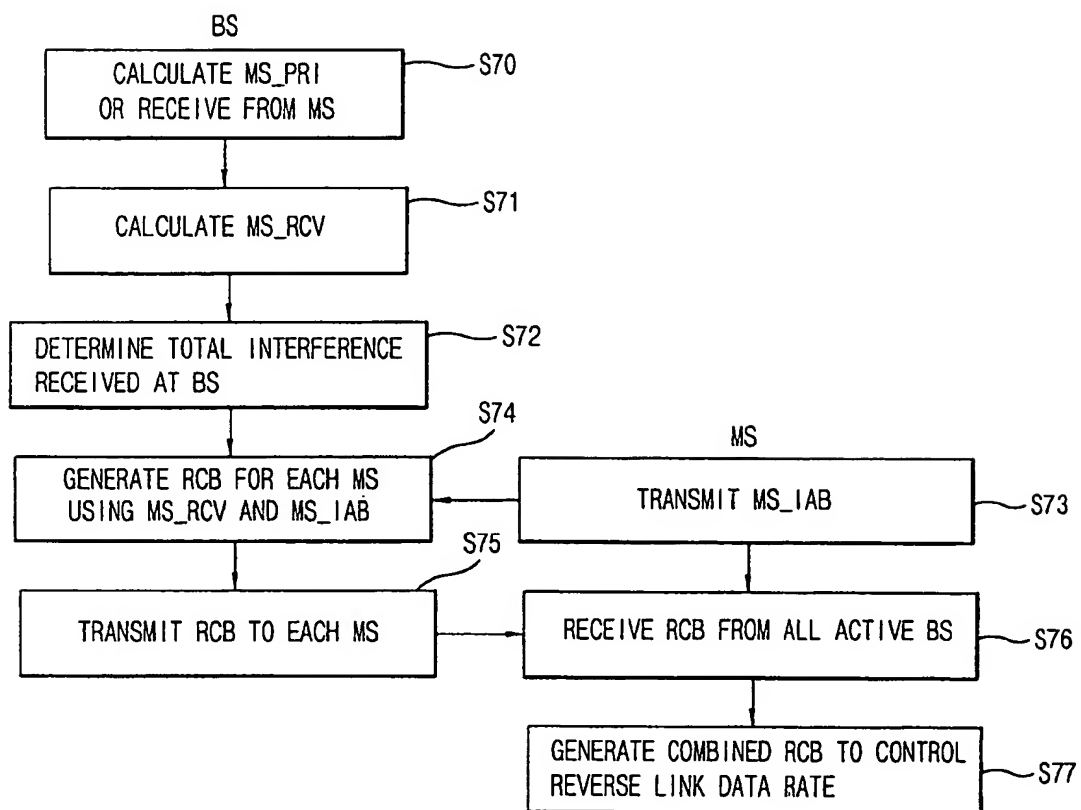 BS
CALCULATE MS_PRI
OR RECEIVE FROM MS
S70
CALCULATE MS_RCV
S71
DETERMINE TOTAL INTERFERENCE
RECEIVED AT BS
S72
GENERATE RCB FOR EACH MS
USING MS_RCV AND MS_IAB
S74
MS
TRANSMIT MS_IAB
S73
TRANSMIT RCB TO EACH MS
S75
RECEIVE RCB FROM ALL ACTIVE BS
S76
GENERATE COMBINED RCB TO CONTROL
REVERSE LINK DATA RATE
S77